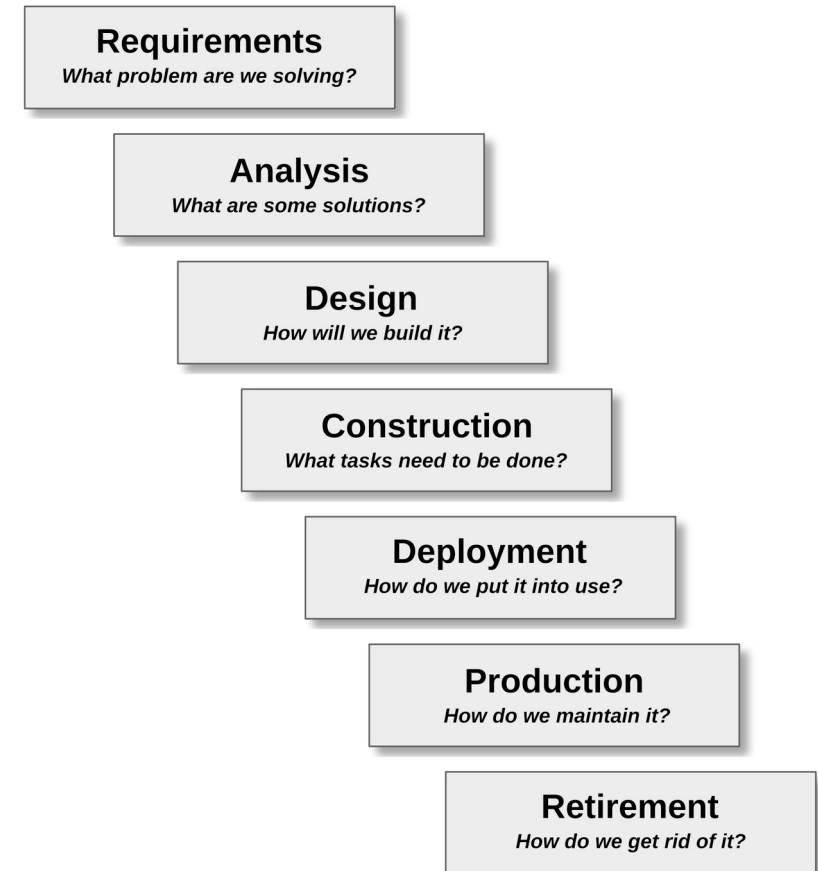 Requirements
What problem are we solving?
Analysis
What are some solutions?
Design
How will we build it?
Construction
What tasks need to be done?
Deployment
How do we put it into use?
Production
How do we maintain it?
Retirement
How do we get rid of it?